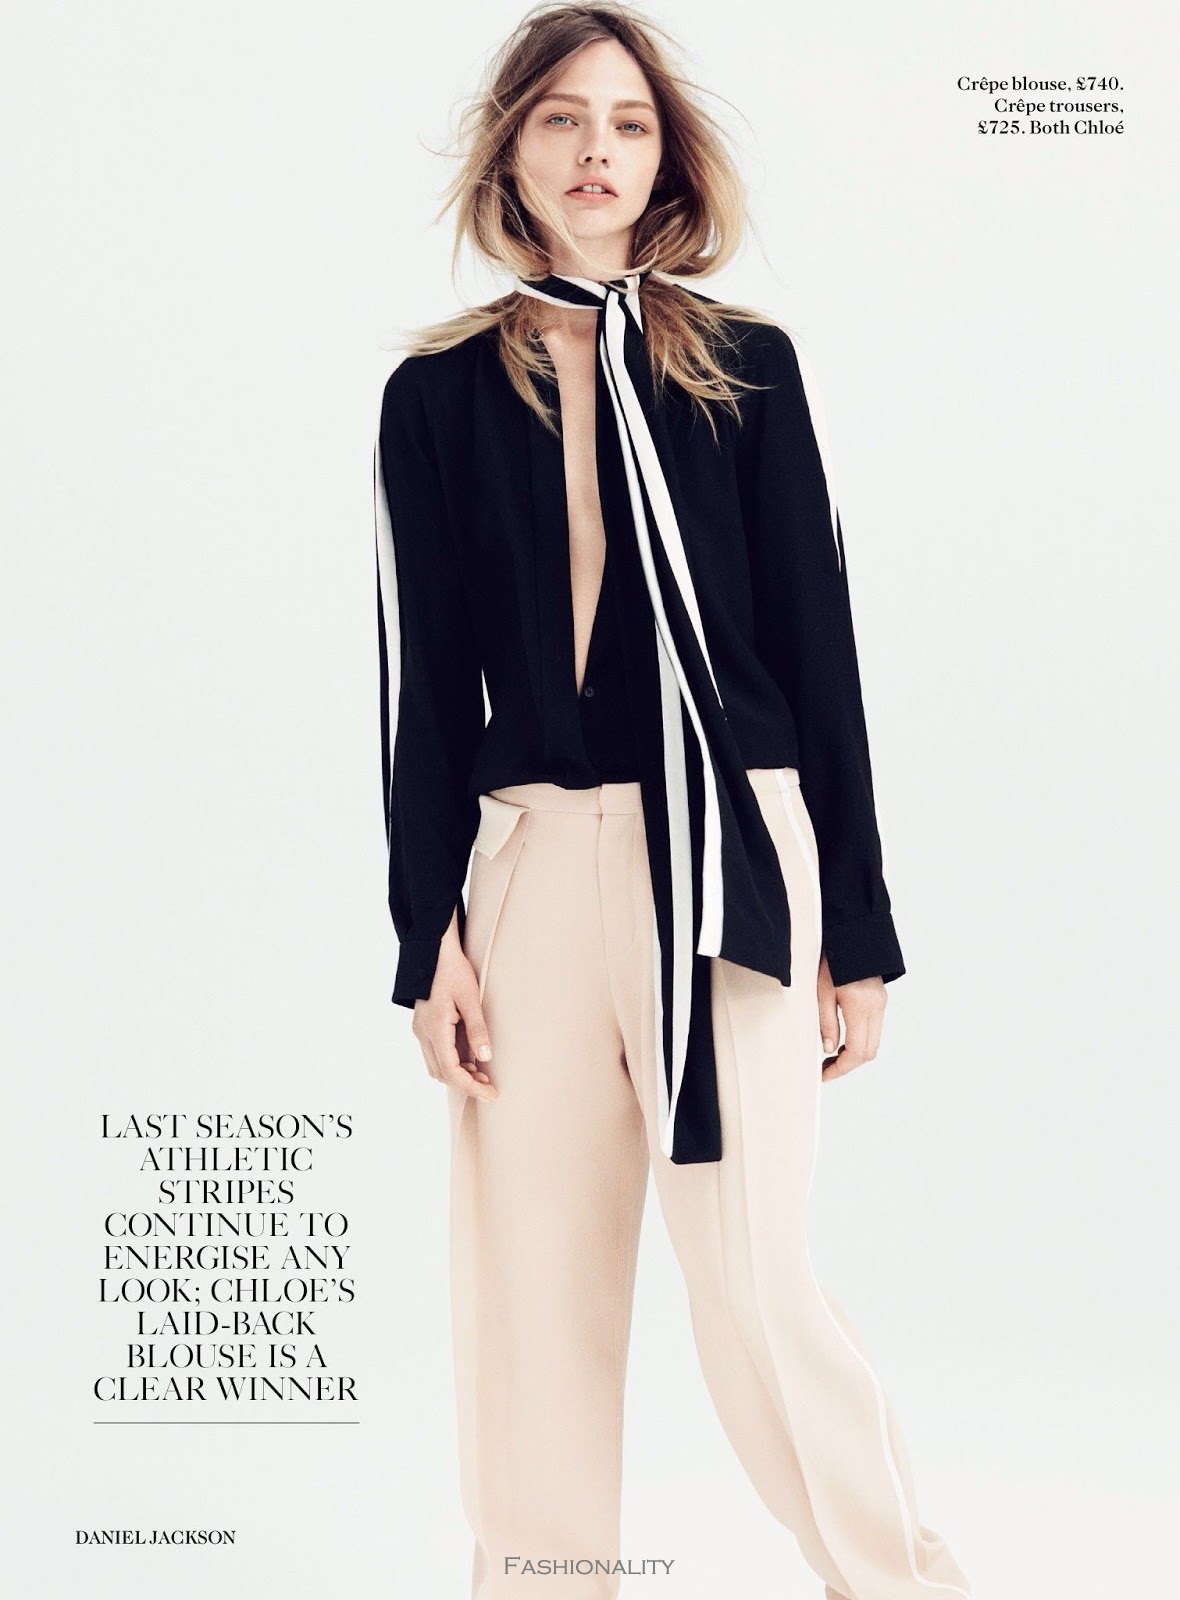 Crêpe blouse, £740.
Crêpe trousers,
£725. Both Chloé
LAST SEASON'S
ATHLETIC
STRIPES
CONTINUE TO
ENERGISE ANY
LOOK; CHLOE'S
LAID-BACK
BLOUSE IS A
CLEAR WINNER
DANIEL JACKSON
FASHIONALITY